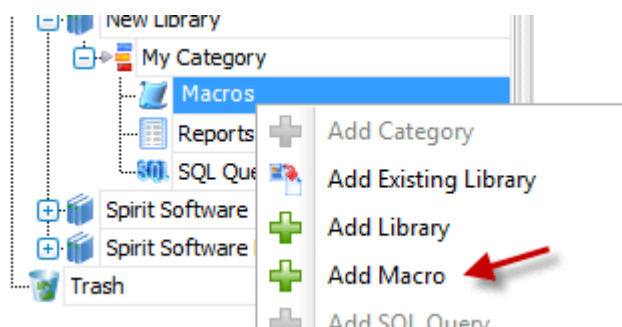 New Library
My Category
Macros
Reports
Add Category
SQL Que
Add Existing Library
Spirit Software
Add Library
Spirit Software
Add Macro
Trash
Add SQL Query